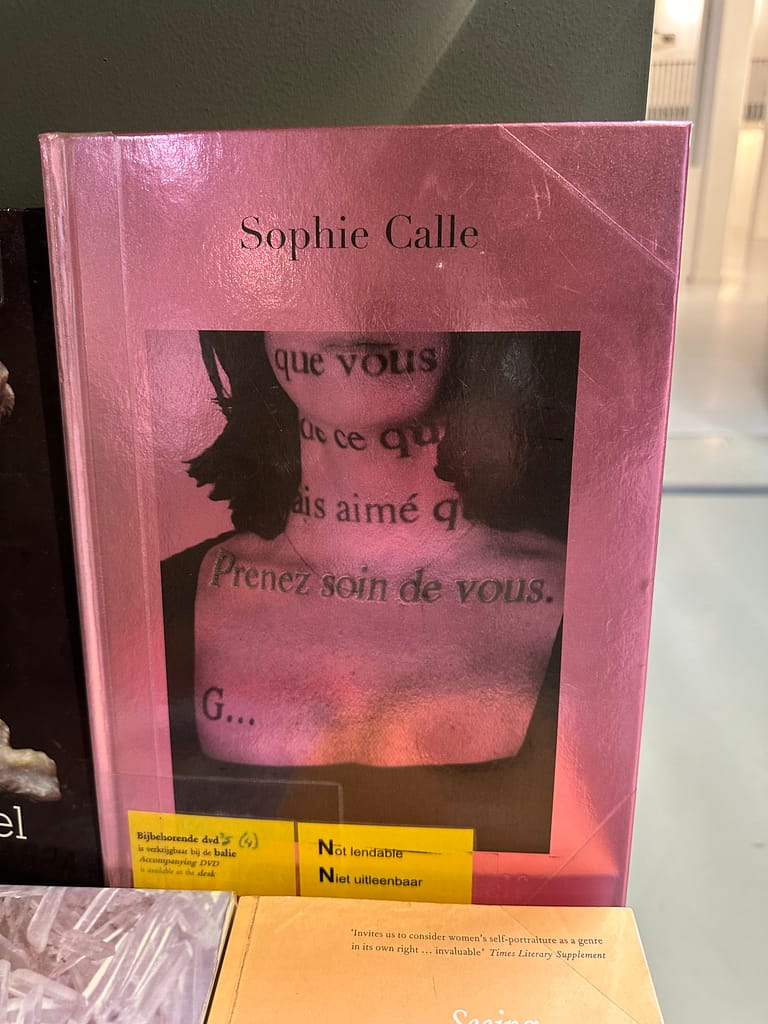 Sophie Calle
que vous
ce qu
ais aimé q
Prenez soin de vous.
G...
el
Bijbehorende dvd's (4)
is verkrijgbaar bij de balie
Accompanying DVD
is available at the desk
Not lendable
Niet uitleenbaar
'Invites us to consider women's self-portraiture as a genre
in its own right ... invaluable' Times Literary Supplement
Seeing